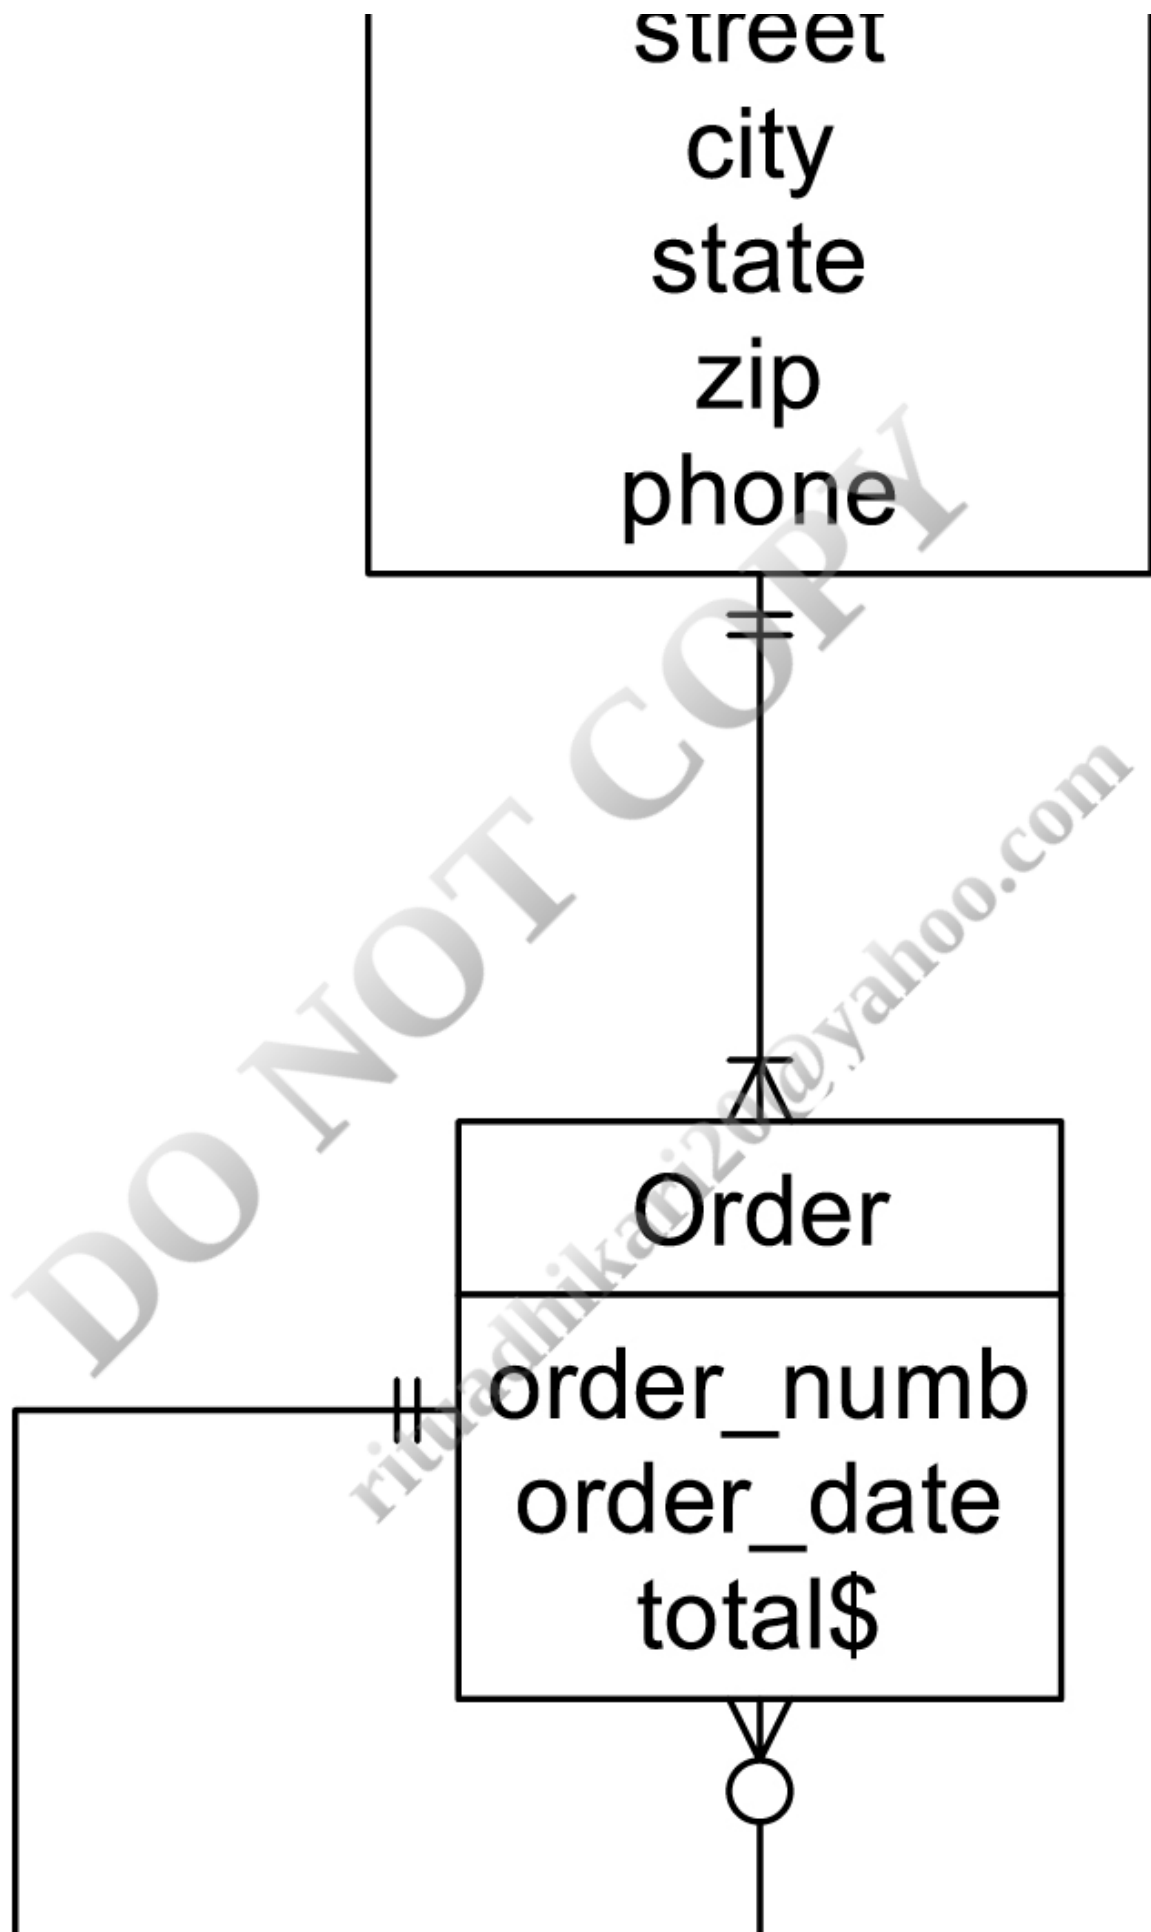 street
city
state
zip
phone
DO NOT COPY
Order
order_numb
order_date
total$